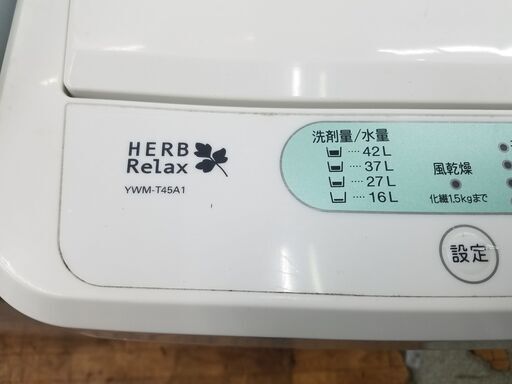 HERB
Relax
YWM-T45A1
洗剤量/水量
····42L
····37L
····27L
····16L
風乾燥
化繊1.5kgまで
設定